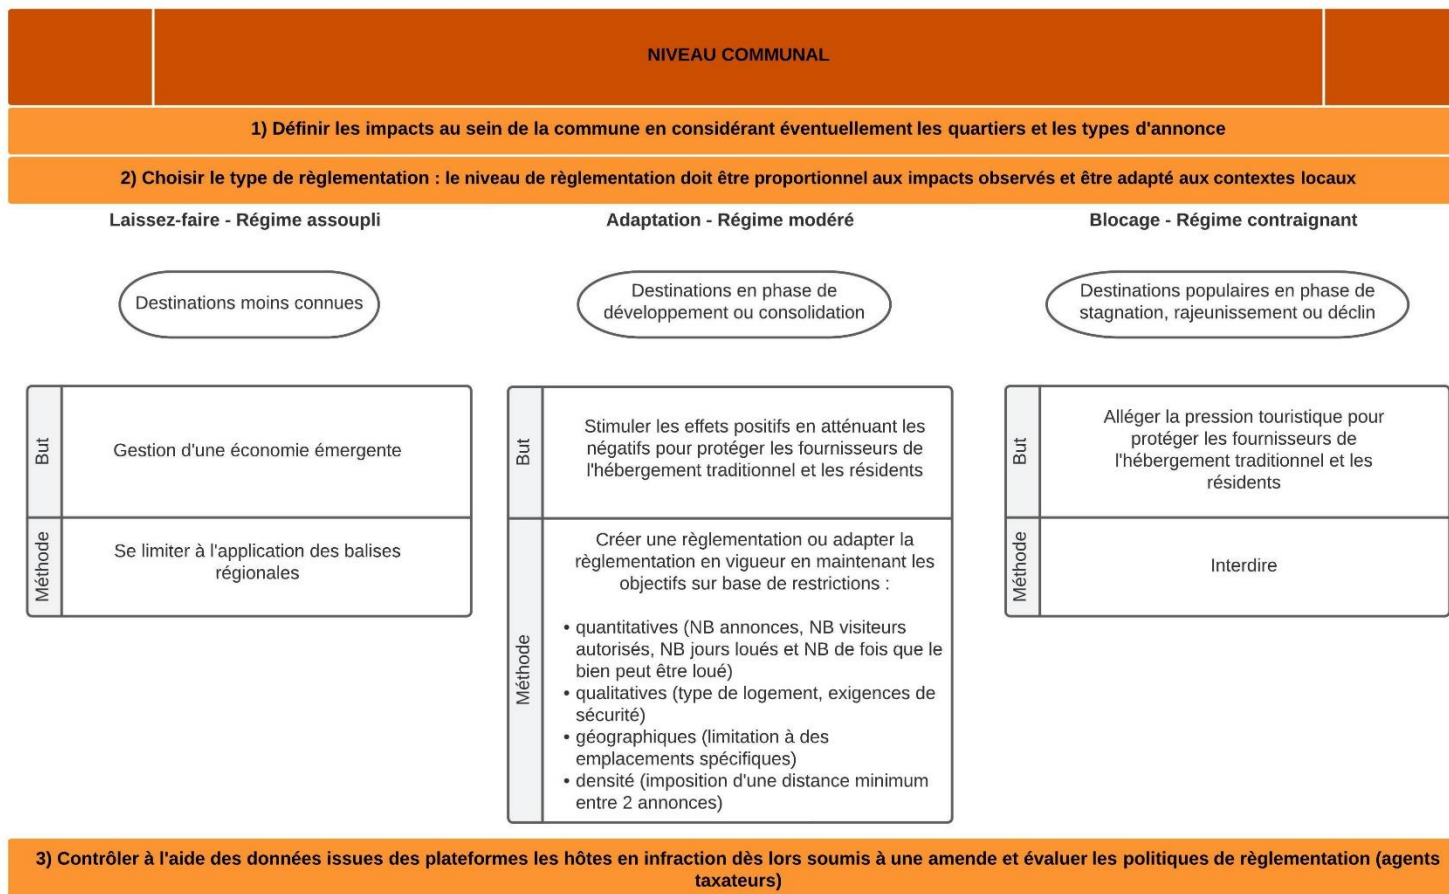 NIVEAU COMMUNAL
1) Définir les impacts au sein de la commune en considérant éventuellement les quartiers et les types d'annonce
2) Choisir le type de règlementation : le niveau de règlementation doit être proportionnel aux impacts observés et être adapté aux contextes locaux
Laissez-faire - Régime assoupli
Destinations moins connues
But
Gestion d'une économie émergente
Méthode
Se limiter à l'application des balises
régionales
Adaptation - Régime modéré
Destinations en phase de
développement ou consolidation
But
Stimuler les effets positifs en atténuant les
négatifs pour protéger les fournisseurs de
l'hébergement traditionnel et les résidents
Méthode
Créer une règlementation ou adapter la
règlementation en vigueur en maintenant les
objectifs sur base de restrictions :
• quantitatives (NB annonces, NB visiteurs
autorisés, NB jours loués et NB de fois que le
bien peut être loué)
• qualitatives (type de logement, exigences de
sécurité)
• géographiques (limitation à des
emplacements spécifiques)
• densité (imposition d'une distance minimum
entre 2 annonces)
Blocage - Régime contraignant
Destinations populaires en phase de
stagnation, rajeunissement ou déclin
But
Alléger la pression touristique pour
protéger les fournisseurs de
l'hébergement traditionnel et les
résidents
Méthode
Interdire
3) Contrôler à l'aide des données issues des plateformes les hôtes en infraction dès lors soumis à une amende et évaluer les politiques de règlementation (agents
taxateurs)